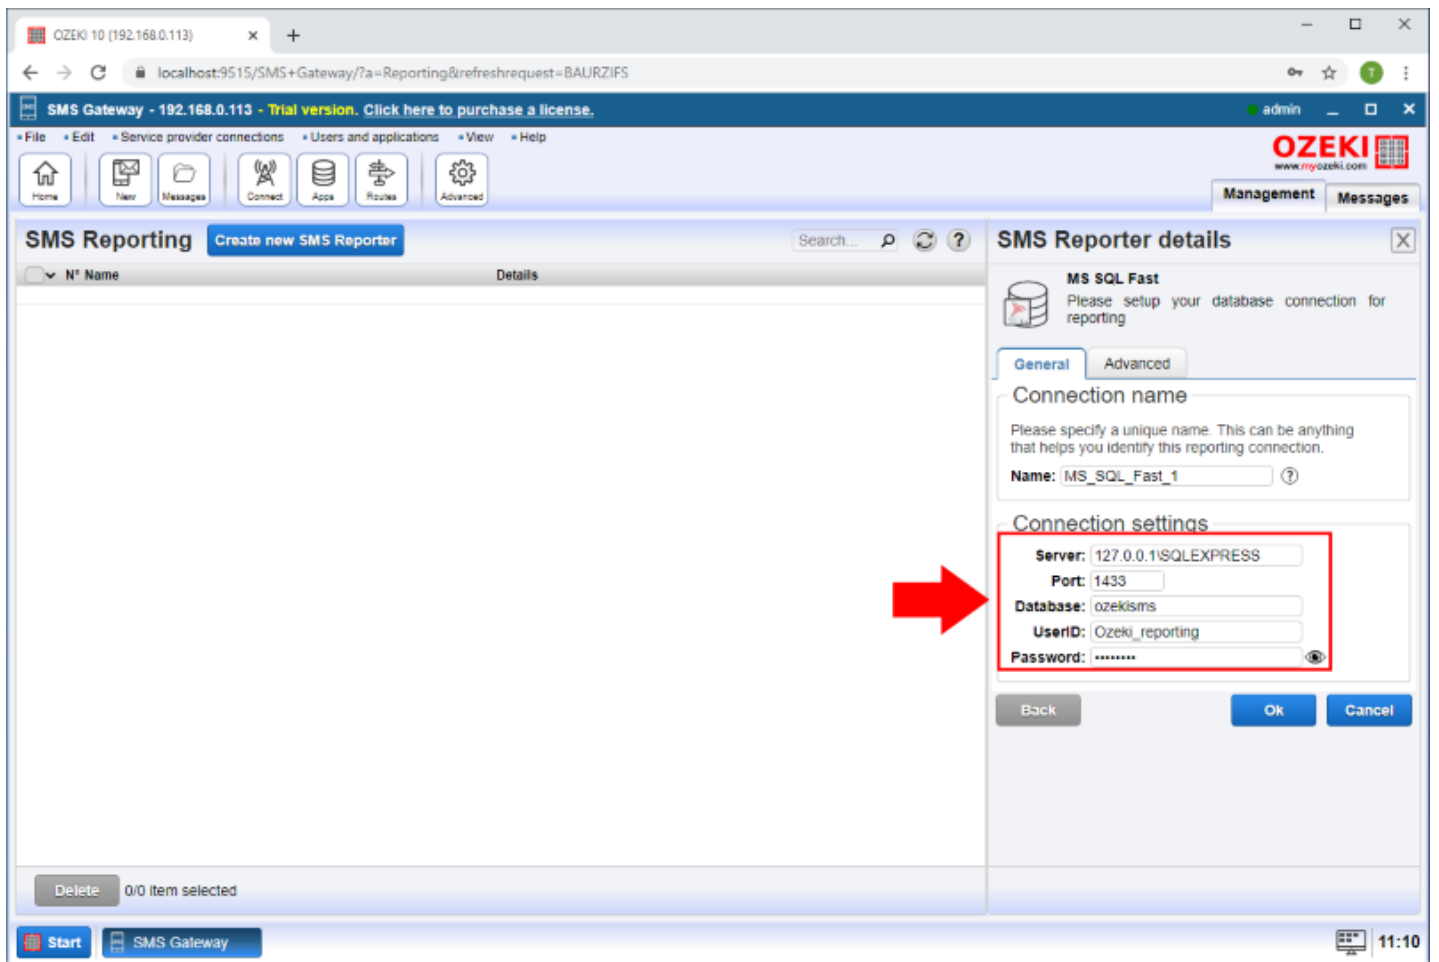 OZEKI 10 (192.168.0.113)
localhost:9515/SMS+Gateway/?a=Reporting&refreshrequest=BAURZIFS
T
SMS Gateway - 192.168.0.113 - Trial version. Click here to purchase a license.
admin
File Edit Service provider connections Users and applications View Help
OZEKI
www.myozeki.com
Home New Messages Connect Apps Routes Advanced
Management Messages
SMS Reporting Create new SMS Reporter Search... ?
N° Name Details
SMS Reporter details X
MS SQL Fast
Please setup your database connection for
reporting
General Advanced
Connection name
Please specify a unique name. This can be anything
that helps you identify this reporting connection.
Name: MS_SQL_Fast_1 ?
Connection settings
Server: 127.0.0.1\SQLEXPRESS
Port: 1433
Database: ozekisms
UserID: Ozeki_reporting
Password: ••••••••
Back Ok Cancel
Delete 0/0 item selected
Start SMS Gateway 11:10